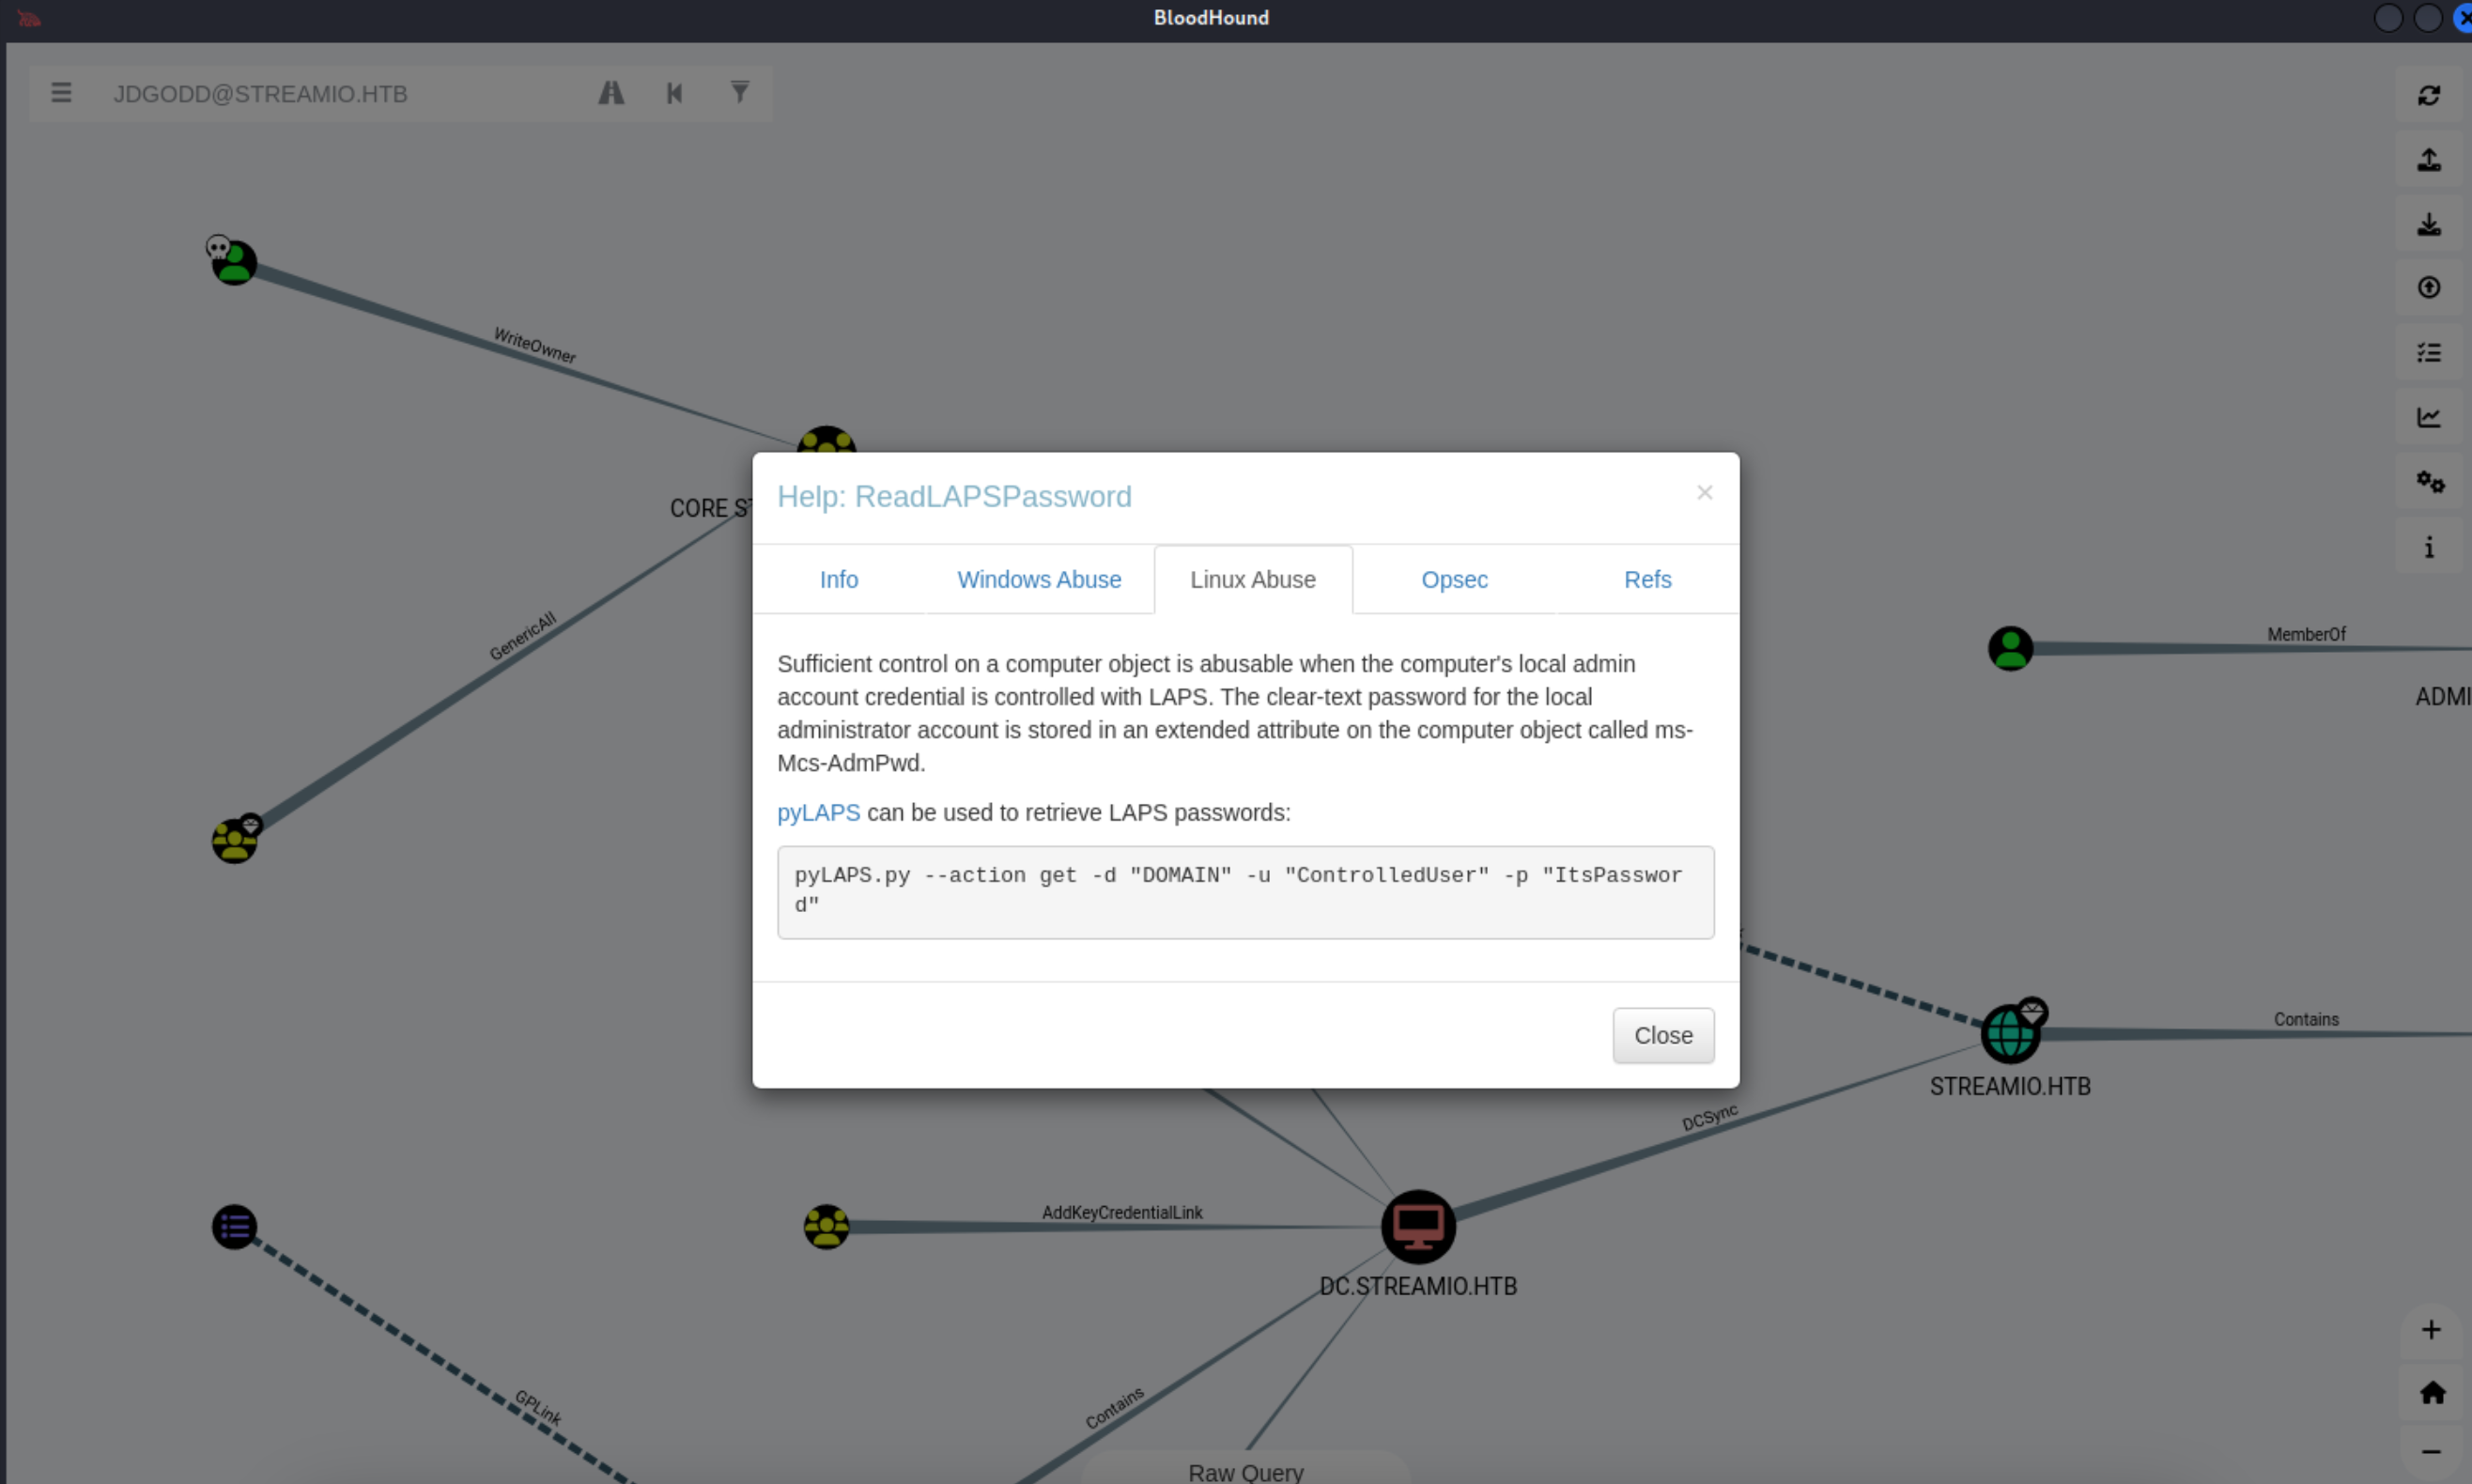 BloodHound
JDGODD@STREAMIO.HTB
WriteOwner
CORE
GenericAll
Help: ReadLAPSPassword
×
Info
Windows Abuse
Linux Abuse
Opsec
Refs
Sufficient control on a computer object is abusable when the computer's local admin
account credential is controlled with LAPS. The clear-text password for the local
administrator account is stored in an extended attribute on the computer object called ms-
Mcs-AdmPwd.
pyLAPS can be used to retrieve LAPS passwords:
pyLAPS.py --action get -d "DOMAIN" -u "ControlledUser" -p "ItsPasswor
d"
Close
MemberOf
ADMI
Contains
STREAMIO.HTB
DCSync
AddKeyCredentialLink
DC.STREAMIO.HTB
GPLink
Contains
Raw Query